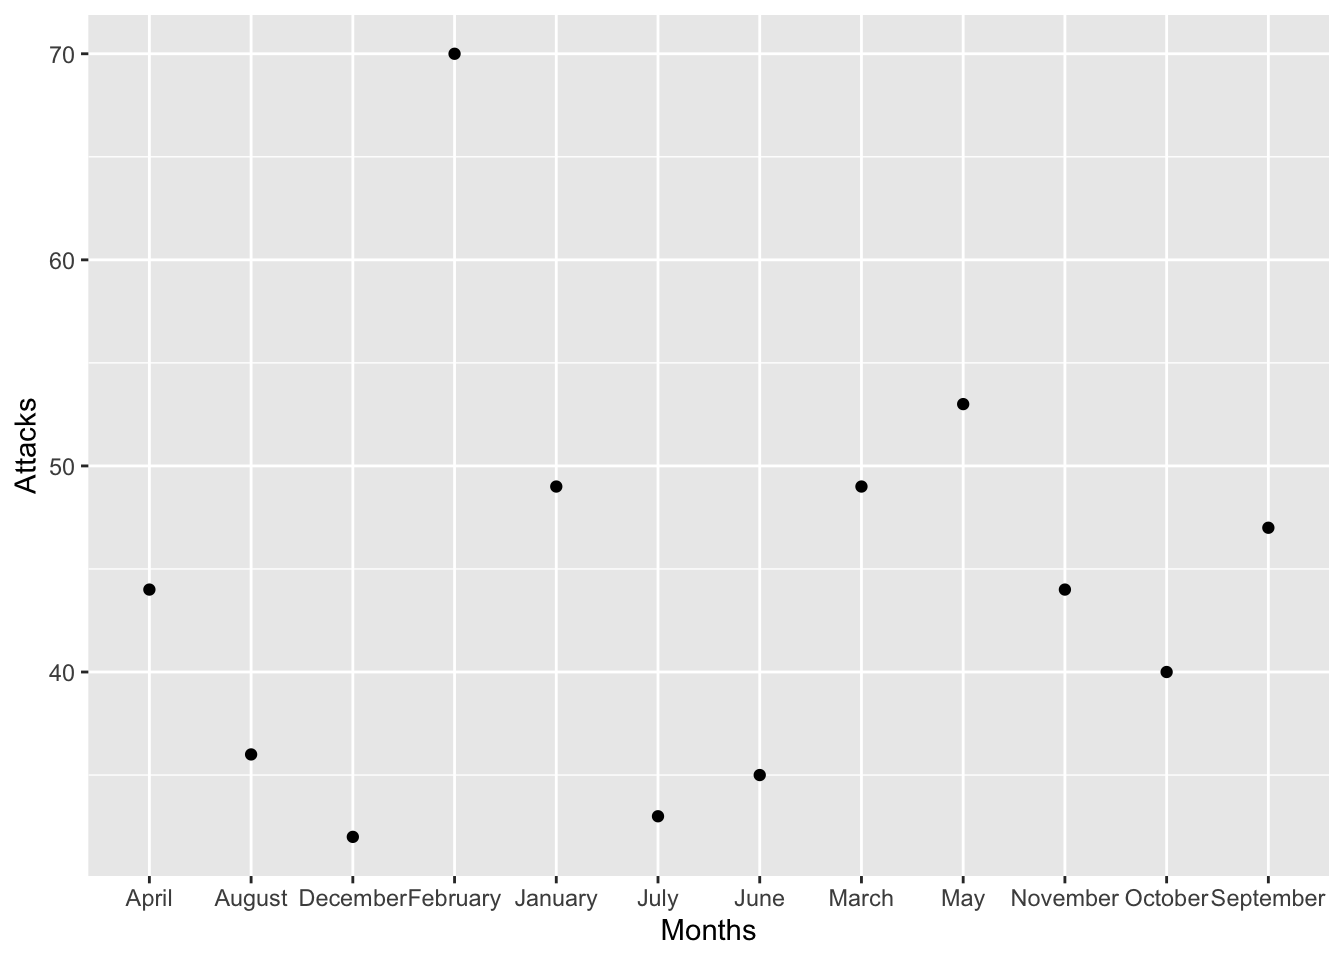 70
60
50
40
Attacks
April August December February January July June March May November October September
Months